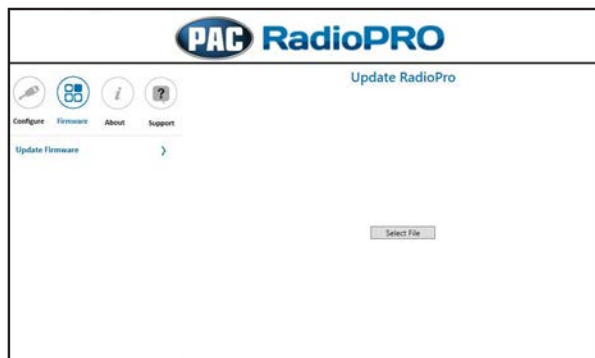 PAC RadioPRO
Update RadioPro
Configure Firmware About Support
Update Firmware
Select File